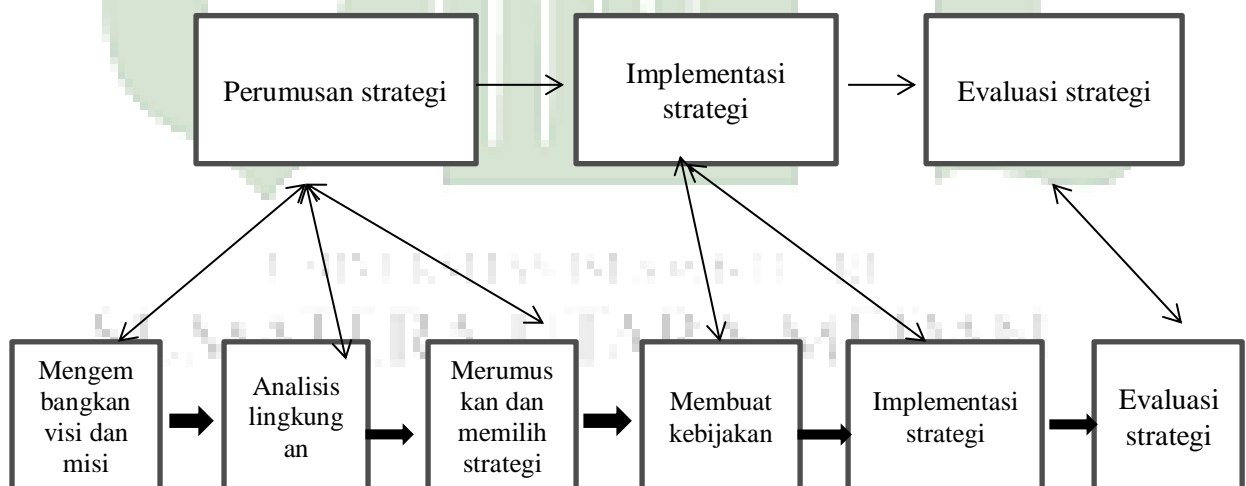 Perumusan strategi
Implementasi
strategi
Evaluasi strategi
Mengem
bangkan
visi dan
misi
Analisis
lingkung
an
Merumus
kan dan
memilih
strategi
Membuat
kebijakan
Implementasi
strategi
Evaluasi
strategi